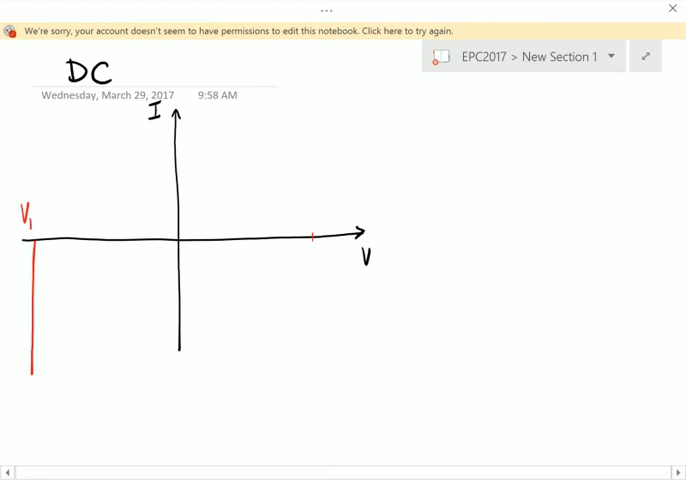 We're sorry, your account doesn't seem to have permissions to edit this notebook. Click here to try again.
EPC2017 > New Section 1
DC
Wednesday, March 29, 2017 9:58 AM
I
V₁
V